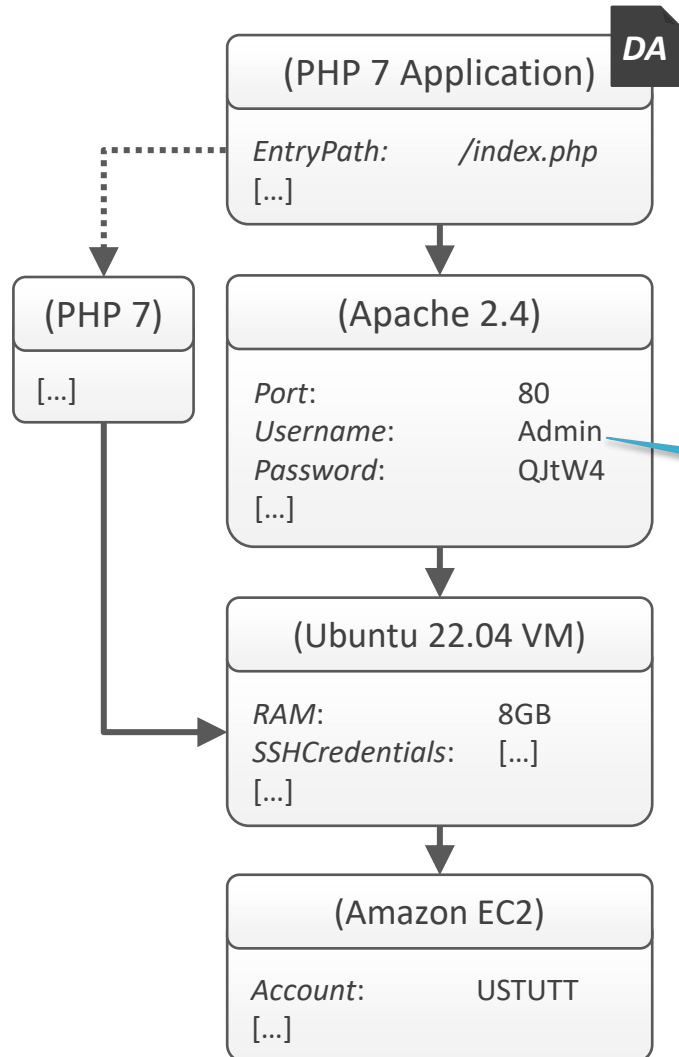 DA
(PHP 7 Application)
EntryPath: /index.php
[...]
(PHP 7)
[...]
(Apache 2.4)
Port: 80
Username: Admin
Password: QJtW4
[...]
(Ubuntu 22.04 VM)
RAM: 8GB
SSHCredentials: [...]
[...]
(Amazon EC2)
Account: USTUTT
[...]